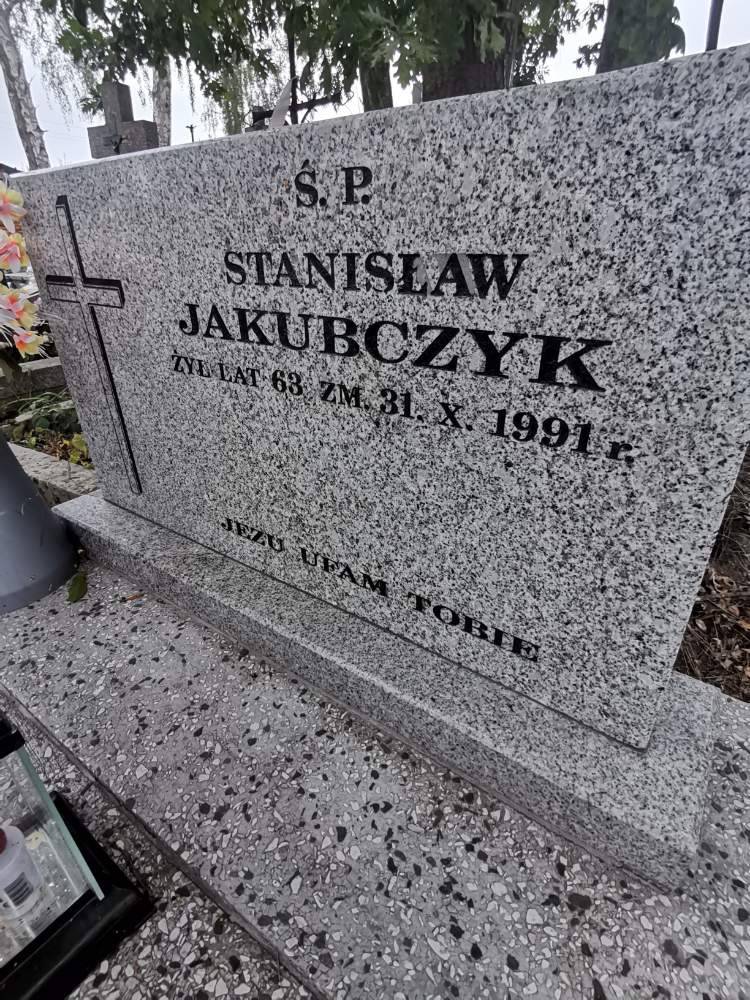 Ś. P.
STANISŁAW
JAKUBCZYK
ŻYŁ LAT 63 ZM. 31. X. 1991 r.
JEZU UFAM TOBIE